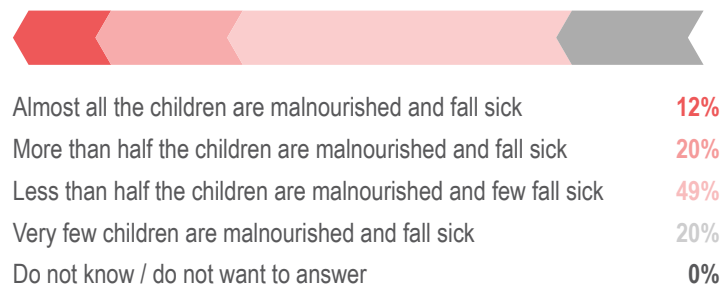 Almost all the children are malnourished and fall sick 12%
More than half the children are malnourished and fall sick 20%
Less than half the children are malnourished and few fall sick 49%
Very few children are malnourished and fall sick 20%
Do not know / do not want to answer 0%